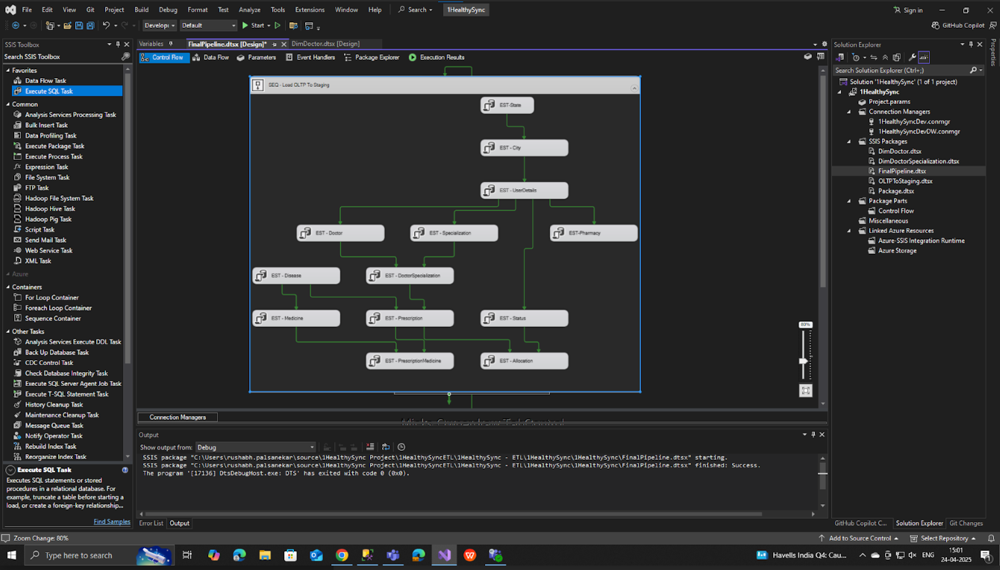 File Edit View Git Project Build Debug Format Test Analyze Tools Extensions Window Help Search 1HealthySync Sign in
Develop Default Start GitHub Copilot
SSIS Toolbox
Search SSIS Toolbox
Favorites
Data Flow Task
Execute SQL Task
Common
Analysis Services Processing Task
Bulk Insert Task
Data Profiling Task
Execute Package Task
Execute Process Task
Expression Task
File System Task
FTP Task
Hadoop File System Task
Hadoop Hive Task
Hadoop Pig Task
Script Task
Send Mail Task
Web Service Task
XML Task
Azure
Containers
For Loop Container
Foreach Loop Container
Sequence Container
Other Tasks
Analysis Services Execute DDL Task
Back Up Database Task
CDC Control Task
Check Database Integrity Task
Execute SQL Server Agent Job Task
Execute T-SQL Statement Task
History Cleanup Task
Maintenance Cleanup Task
Message Queue Task
Notify Operator Task
Rebuild Index Task
Reorganize Index Task
Execute SQL Task
Executes SQL statements or stored
procedures in a relational database. For
example, truncate a table before starting a
load, or create a foreign-key relationship...
Find Samples
Variables FinalPipeline.dtsx [Design]* DimDoctor.dtsx [Design]
Control Flow Data Flow Parameters Event Handlers Package Explorer Execution Results
SEQ - Load OLTP To Staging
EST-State
EST - City
EST - UserDetails
EST - Doctor EST - Specialization EST-Pharmacy
EST - Disease EST - DoctorSpecialization
EST - Medicine EST - Prescription EST - Status
EST - PrescriptionMedicine EST - Allocation
80%
Connection Managers
Output
Show output from: Debug
SSIS package "C:\Users\rushabh.palsanekar\source\1HealthySync Project\1HealthySyncETL\1HealthySync - ETL\1HealthySync\1HealthySync\FinalPipeline.dtsx" starting.
SSIS package "C:\Users\rushabh.palsanekar\source\1HealthySync Project\1HealthySyncETL\1HealthySync - ETL\1HealthySync\1HealthySync\FinalPipeline.dtsx" finished: Success.
The program '[17136] DtsDebugHost.exe: DTS' has exited with code 0 (0x0).
Error List Output
Solution Explorer
Search Solution Explorer (Ctrl+;)
Solution '1HealthySync' (1 of 1 project)
1HealthySync
Project.params
Connection Managers
1HealthySyncDev.conmgr
1HealthySyncDevDW.conmgr
SSIS Packages
DimDoctor.dtsx
DimDoctorSpecialization.dtsx
FinalPipeline.dtsx
OLTPToStaging.dtsx
Package.dtsx
Package Parts
Control Flow
Miscellaneous
Linked Azure Resources
Azure-SSIS Integration Runtime
Azure Storage
Properties
GitHub Copilot C... Solution Explorer Git Changes
Zoom Change: 80% Add to Source Control Select Repository
Type here to search Havells India Q4: Cau... ENG 15:01
24-04-2025
1